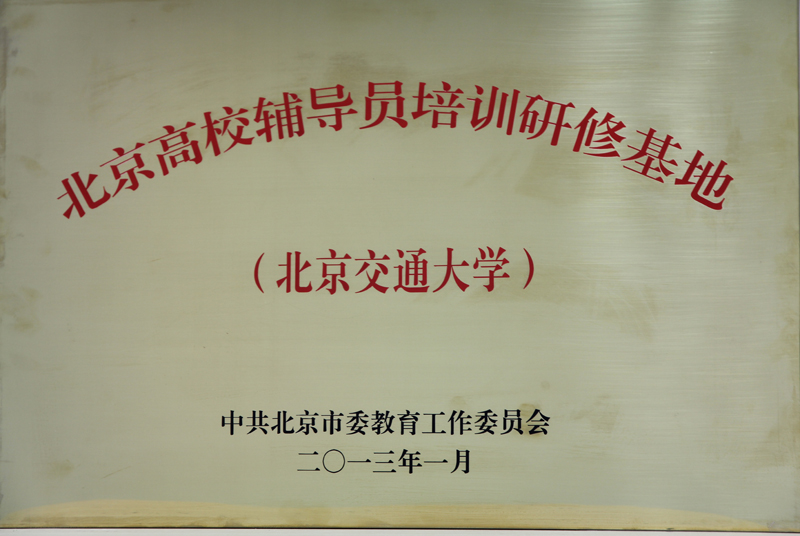 北京高校辅导员培训研修基地
（北京交通大学）
中共北京市委教育工作委员会
二〇一三年一月